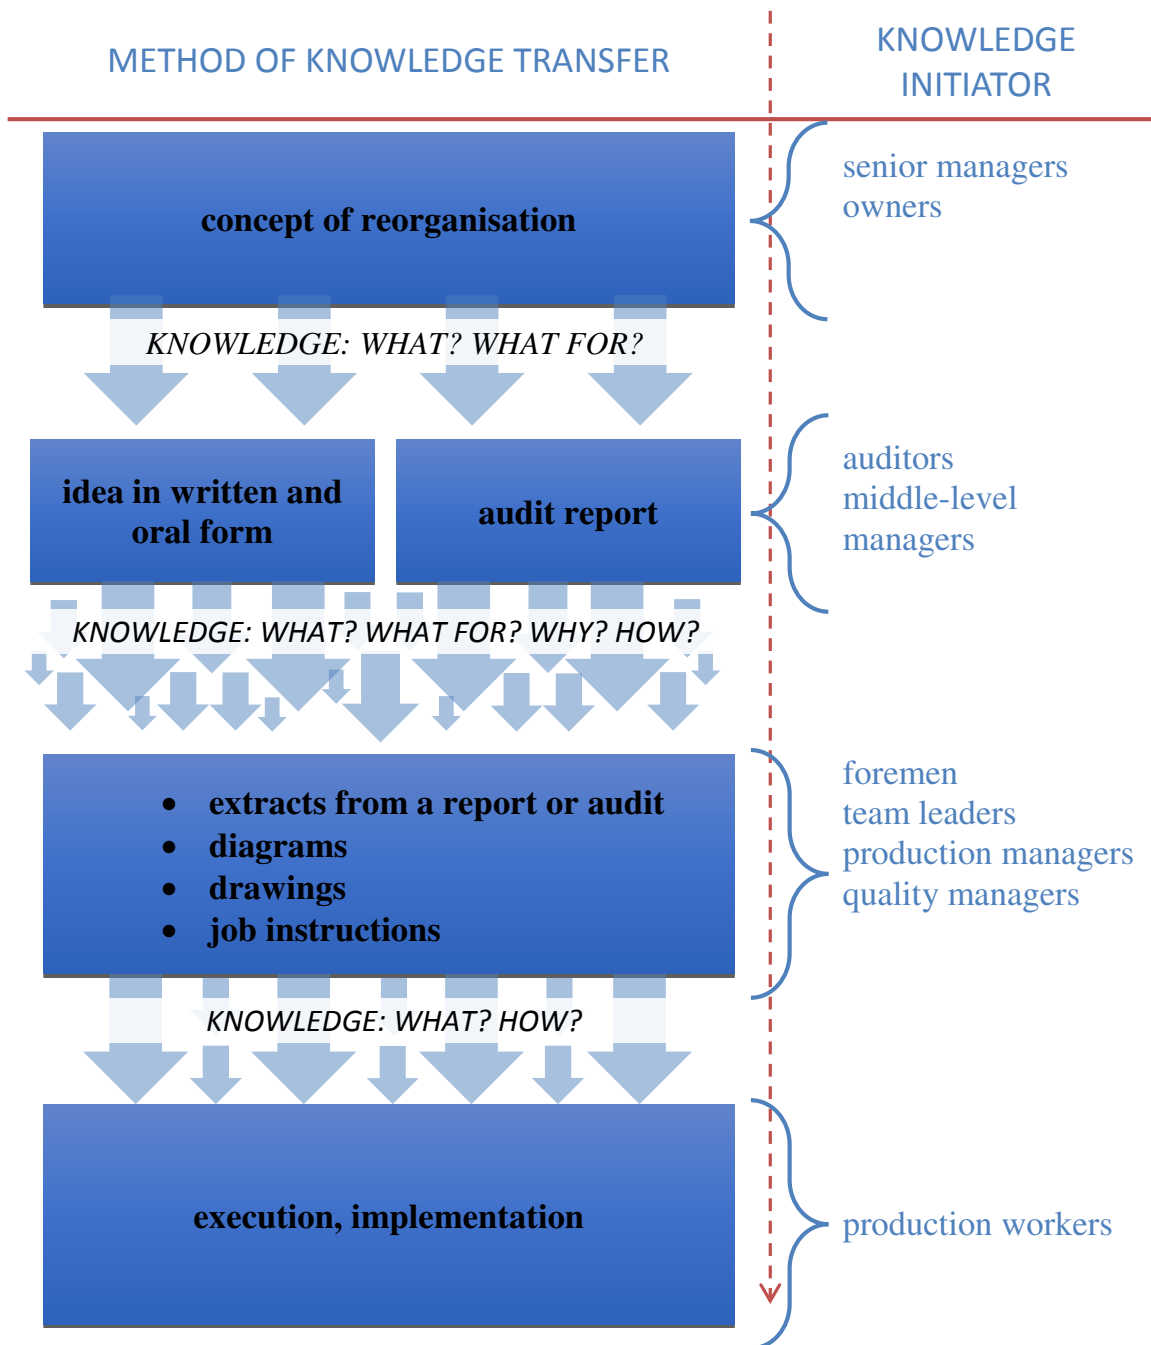 METHOD OF KNOWLEDGE TRANSFER
KNOWLEDGE
INITIATOR
concept of reorganisation
senior managers
owners
KNOWLEDGE: WHAT? WHAT FOR?
idea in written and
oral form
audit report
auditors
middle-level
managers
KNOWLEDGE: WHAT? WHAT FOR? WHY? HOW?
• extracts from a report or audit
• diagrams
• drawings
• job instructions
foremen
team leaders
production managers
quality managers
KNOWLEDGE: WHAT? HOW?
execution, implementation
production workers